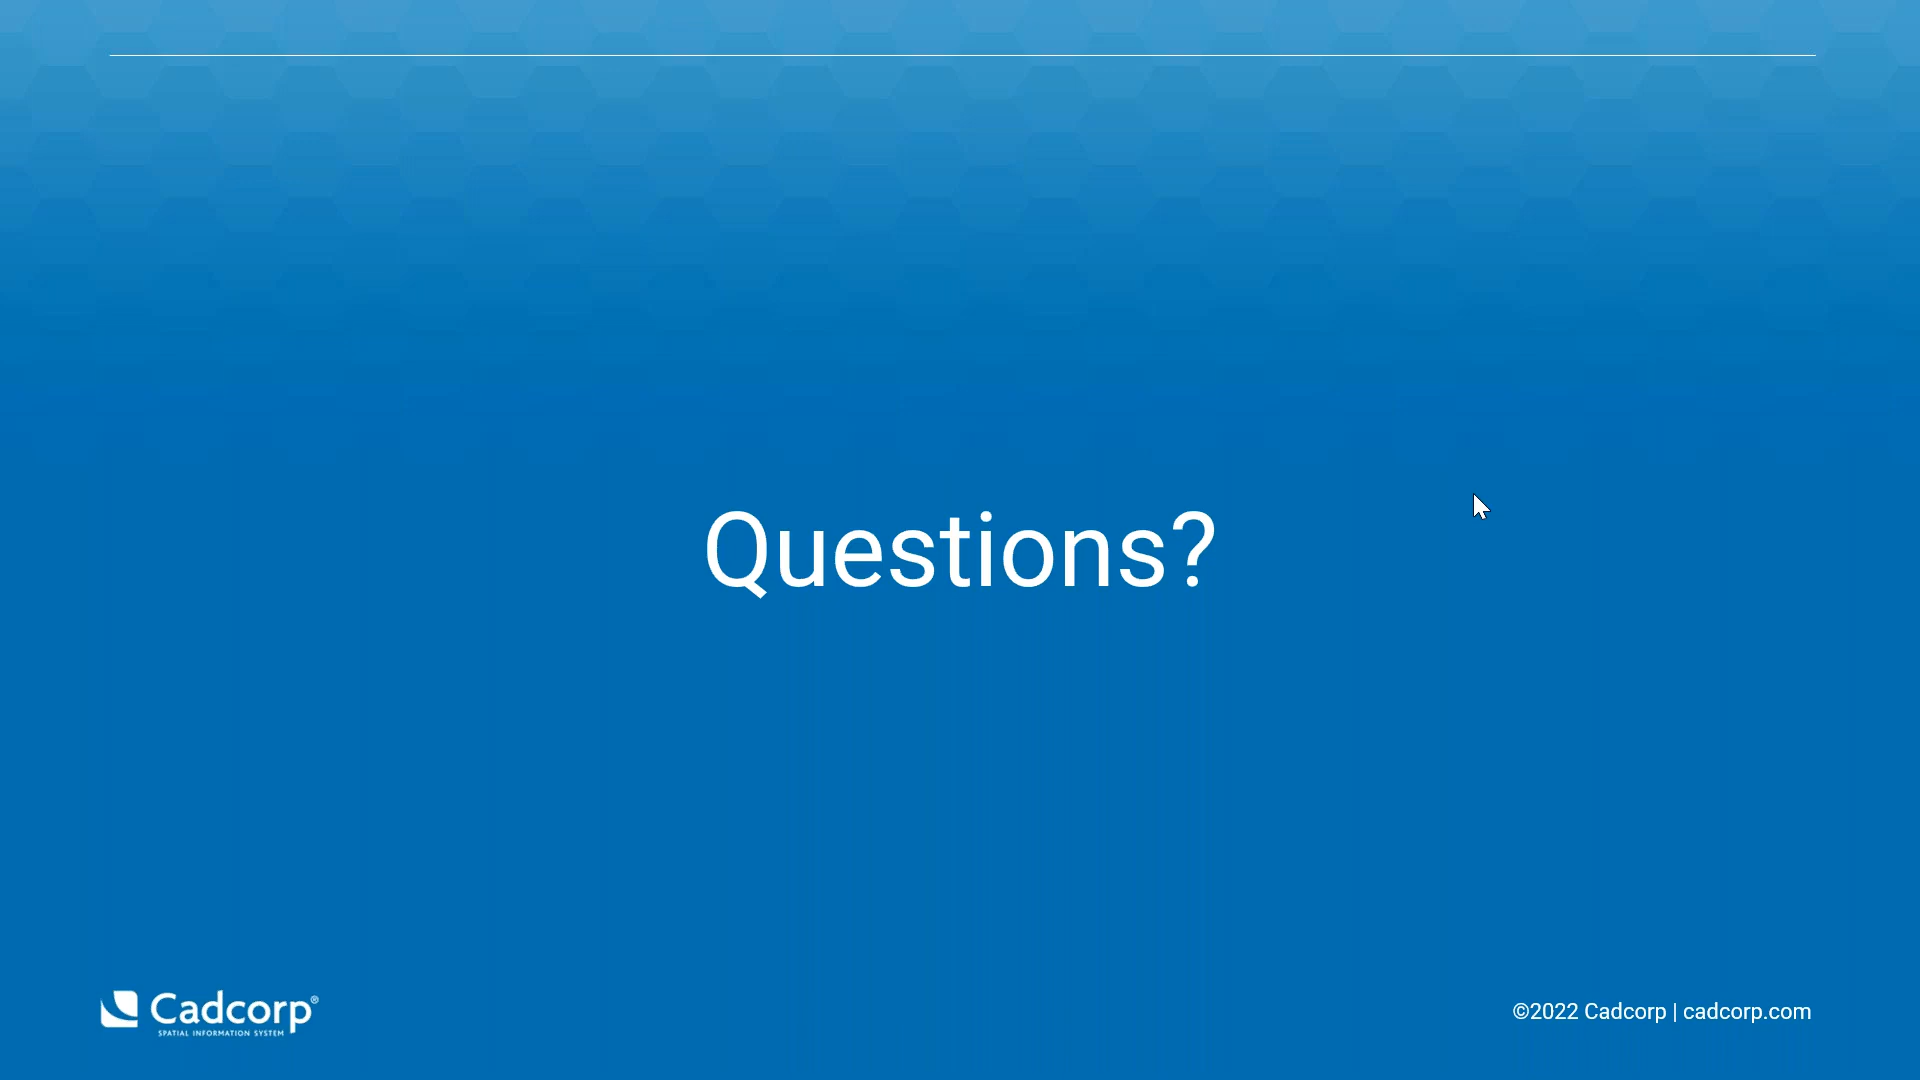 Questions?
Cadcorp®
SPATIAL INFORMATION SYSTEM
©2022 Cadcorp | cadcorp.com